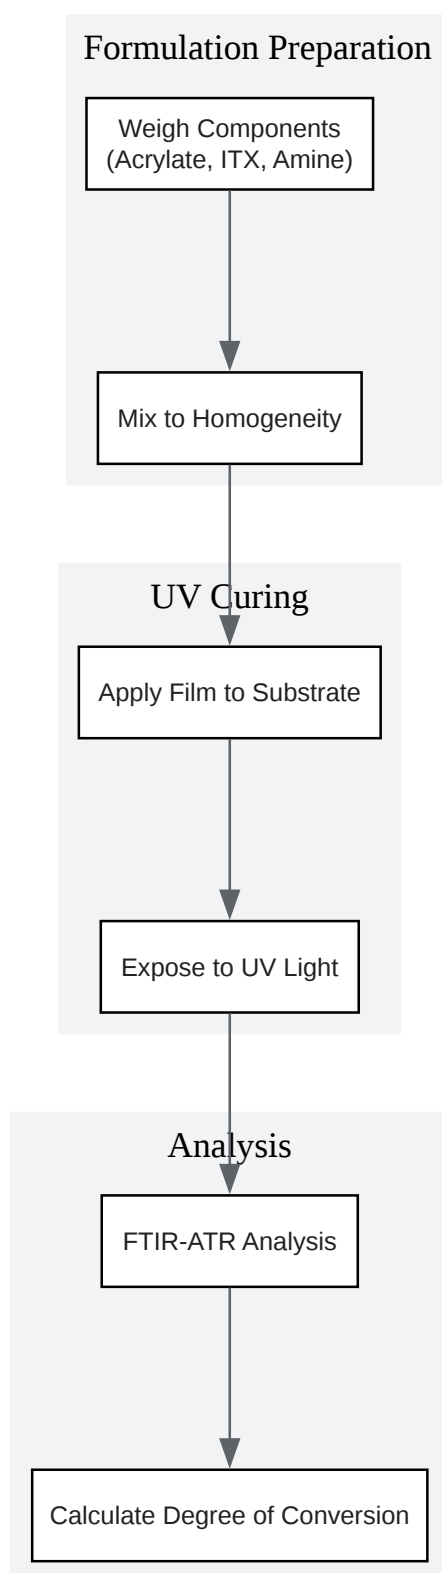 Formulation Preparation
Weigh Components
(Acrylate, ITX, Amine)
Mix to Homogeneity
UV Curing
Apply Film to Substrate
Expose to UV Light
Analysis
FTIR-ATR Analysis
Calculate Degree of Conversion